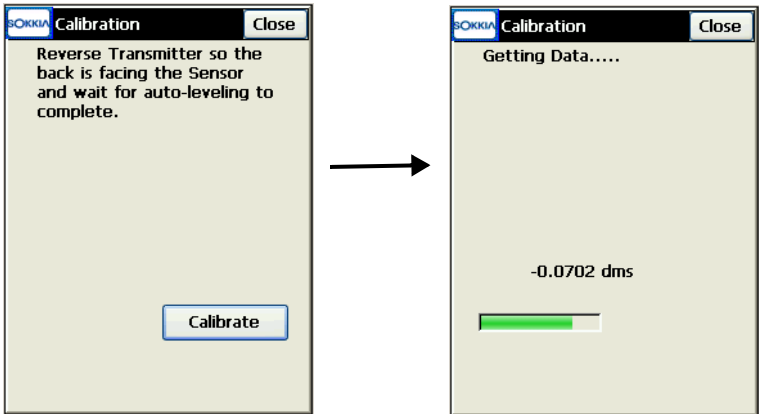 SOKKIA Calibration Close
Reverse Transmitter so the
back is facing the Sensor
and wait for auto-leveling to
complete.
Calibrate
SOKKIA Calibration Close
Getting Data.....
-0.0702 dms